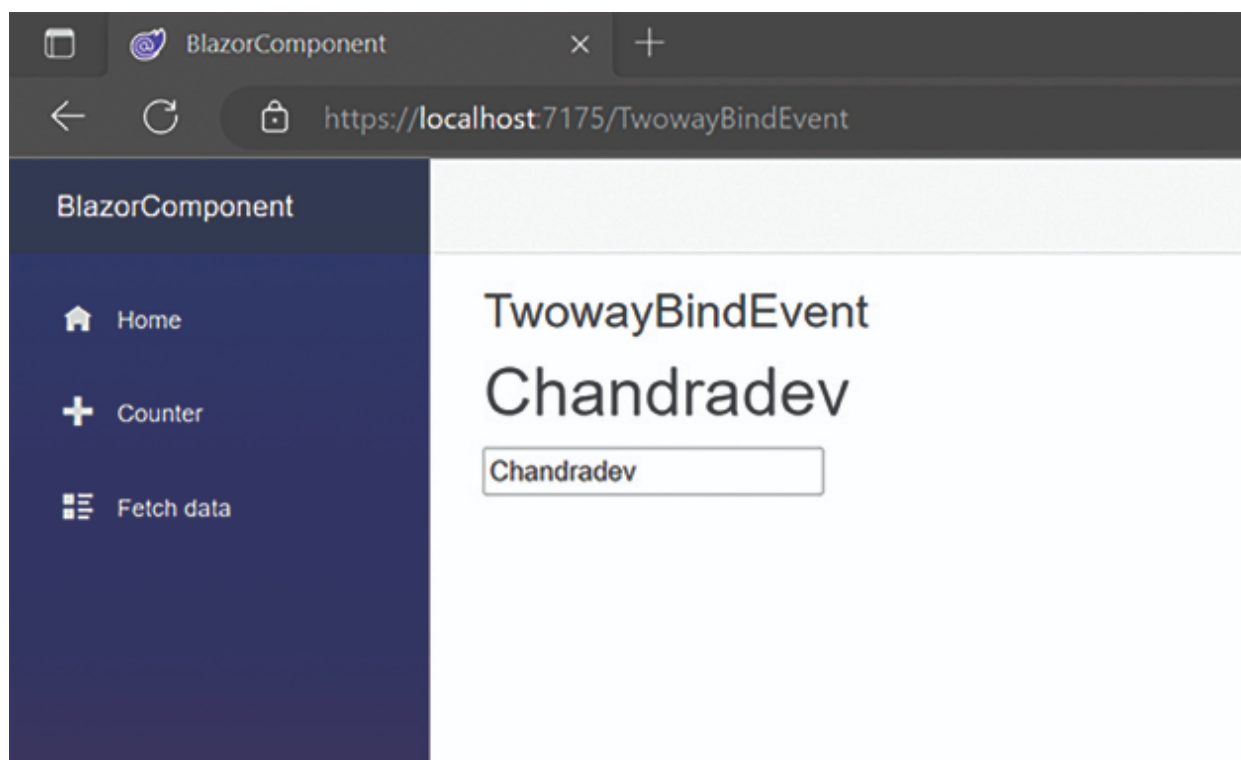 BlazorComponent
https://localhost:7175/TwowayBindEvent
BlazorComponent
Home
Counter
Fetch data
TwowayBindEvent
Chandradev
Chandradev